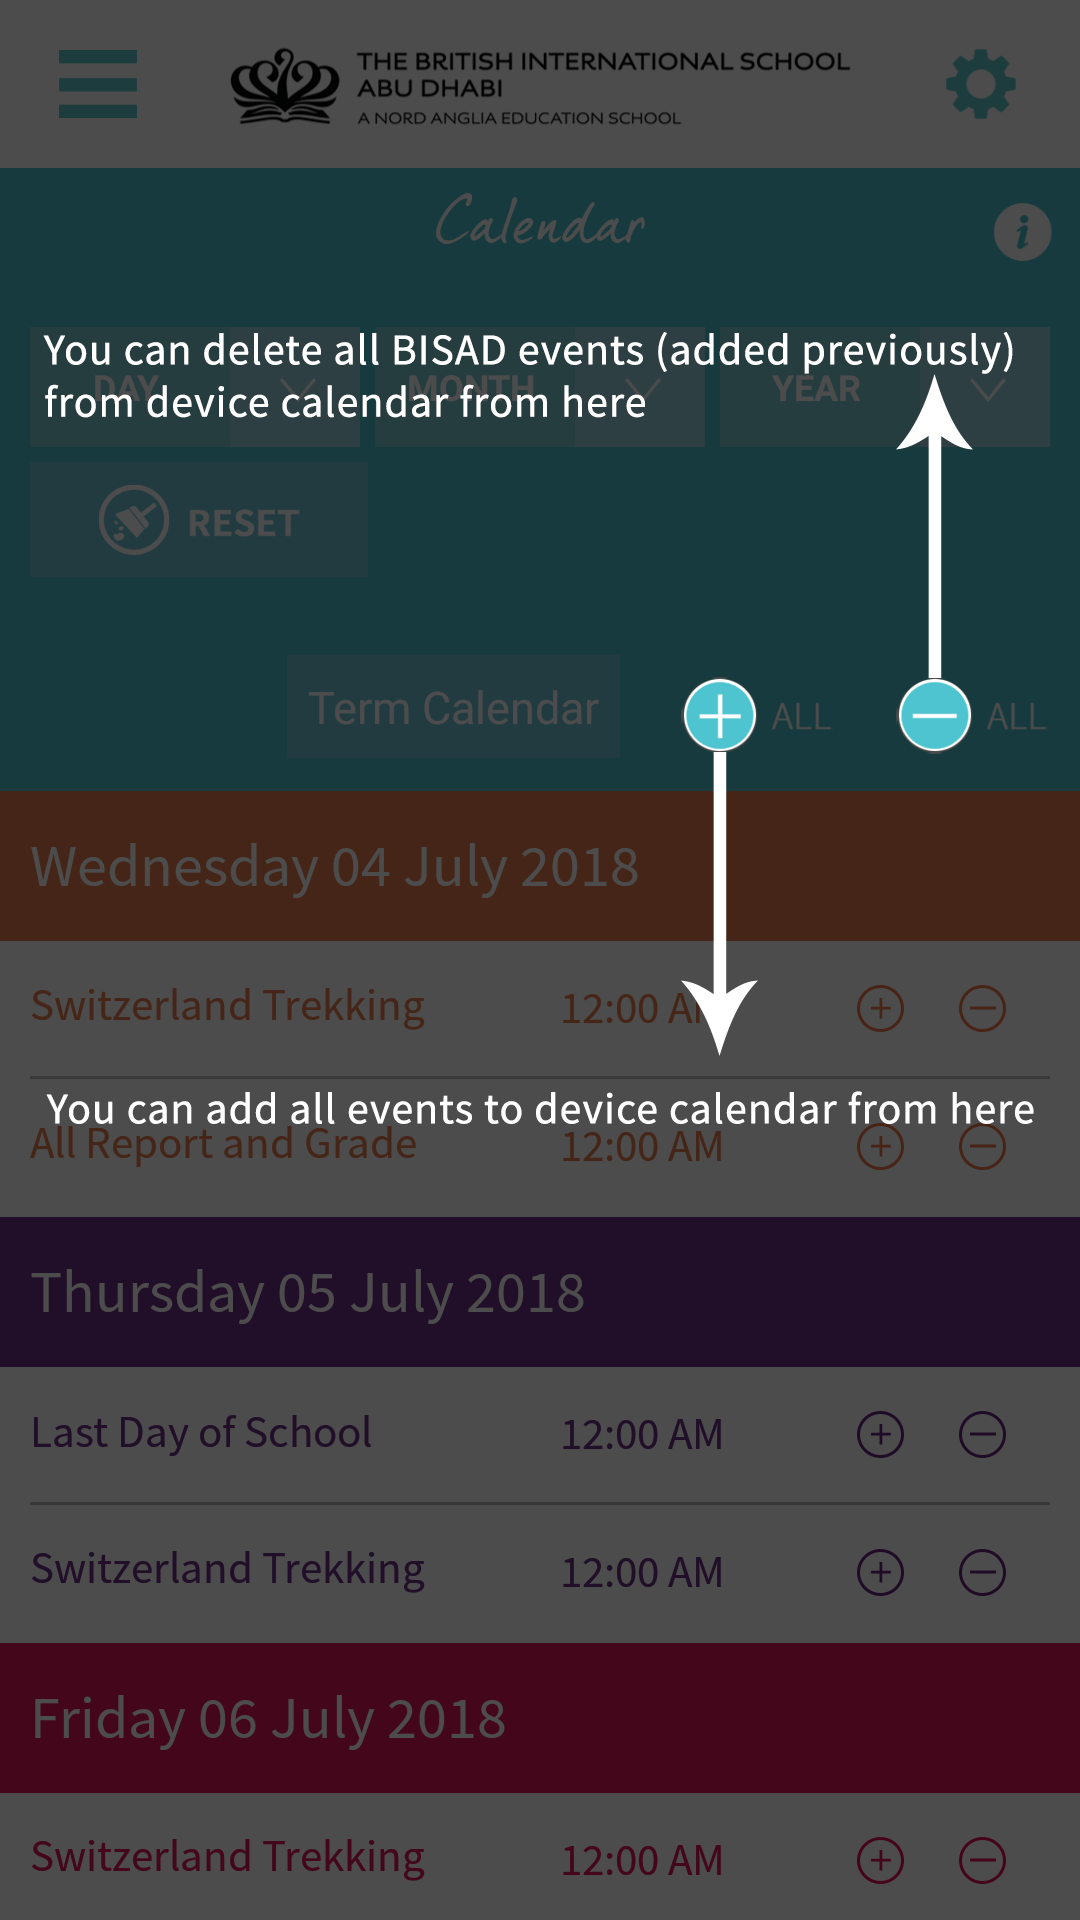 THE BRITISH INTERNATIONAL SCHOOL
ABU DHABI
A NORD ANGLIA EDUCATION SCHOOL
Calendar
You can delete all BISAD events (added previously)
from device calendar from here
DAY MONTH YEAR
RESET
Term Calendar ALL ALL
Wednesday 04 July 2018
Switzerland Trekking 12:00 AM
You can add all events to device calendar from here
All Report and Grade 12:00 AM
Thursday 05 July 2018
Last Day of School 12:00 AM
Switzerland Trekking 12:00 AM
Friday 06 July 2018
Switzerland Trekking 12:00 AM